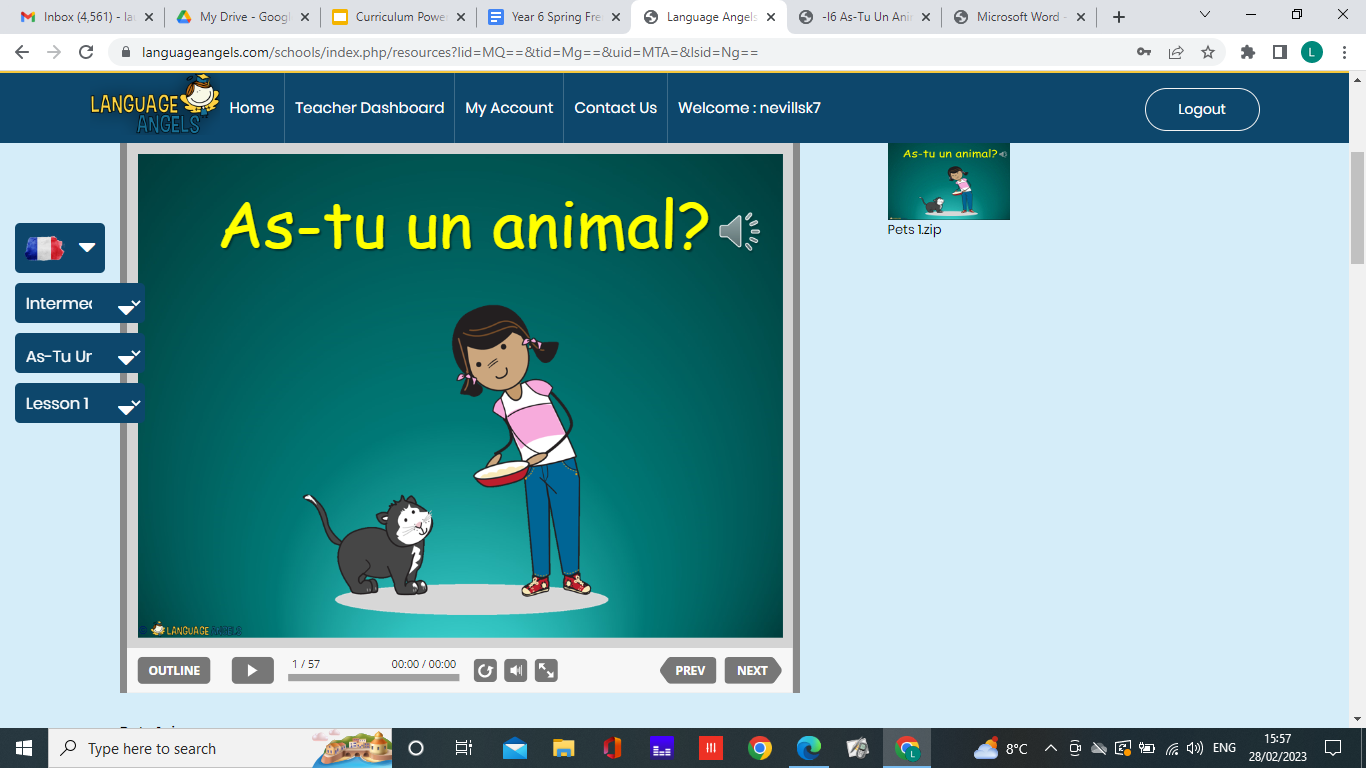 Inbox (4,561) - la
My Drive - Googl
Curriculum Powe
Year 6 Spring Fre
Language Angels
-I6 As-Tu Un Ani
Microsoft Word -
languageangels.com/schools/index.php/resources?lid=MQ==&tid=Mg==&uid=MTA=&lsid=Ng==
L
LANGUAGE
ANGELS
Home
Teacher Dashboard
My Account
Contact Us
Welcome : nevillsk7
Logout
As-tu un animal?
As-tu un animal?
Pets 1.zip
Intermed
As-Tu Un
Lesson 1
LANGUAGE ANGELS
OUTLINE
1 / 57
00:00 / 00:00
PREV
NEXT
Type here to search
L
8°C
ENG
15:57
28/02/2023